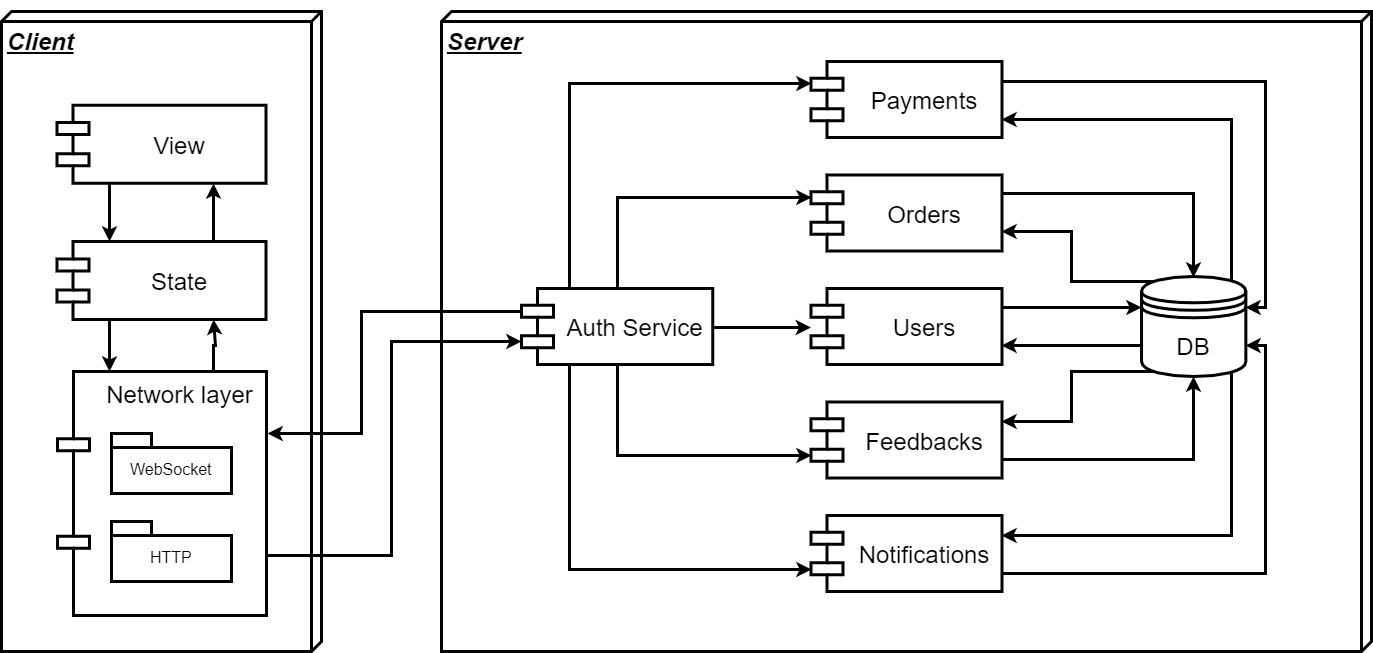 Client
View
State
Network layer
WebSocket
HTTP
Server
Auth Service
Payments
Orders
Users
Feedbacks
Notifications
DB